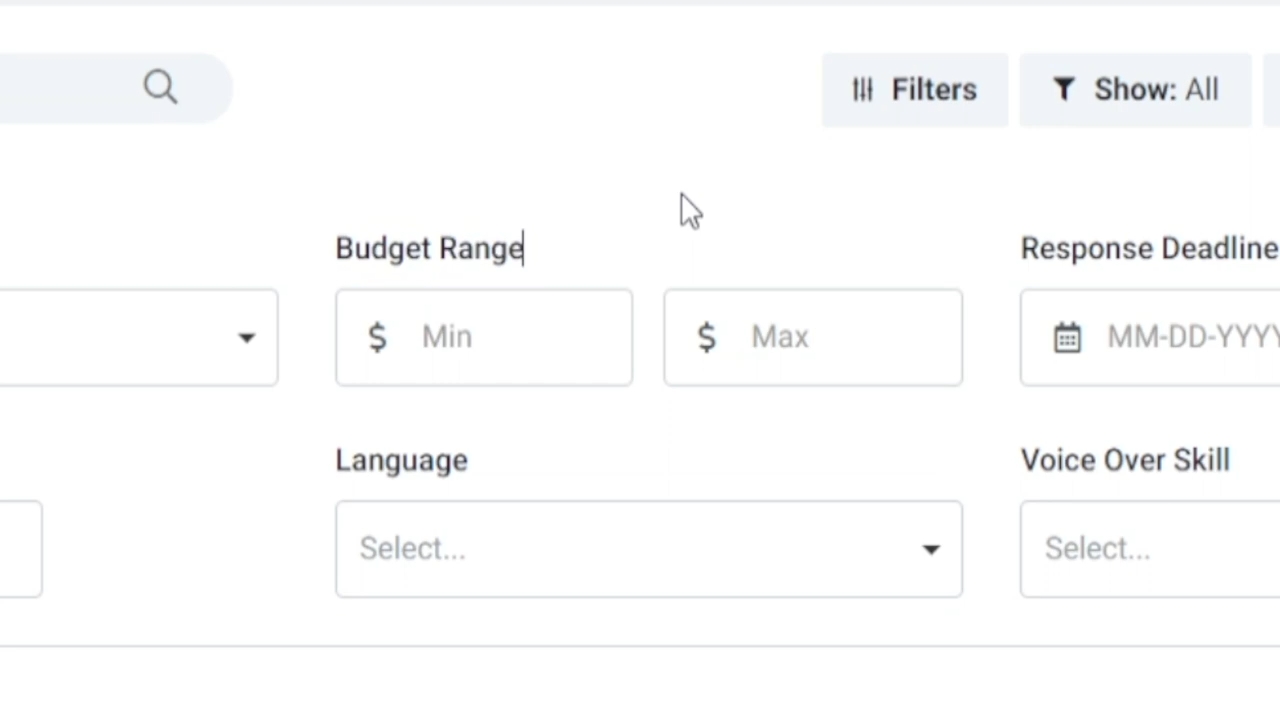 Filters
Show: All
Budget Range
Response Deadline
$ Min
$ Max
MM-DD-YYYY
Language
Voice Over Skill
Select...
Select...